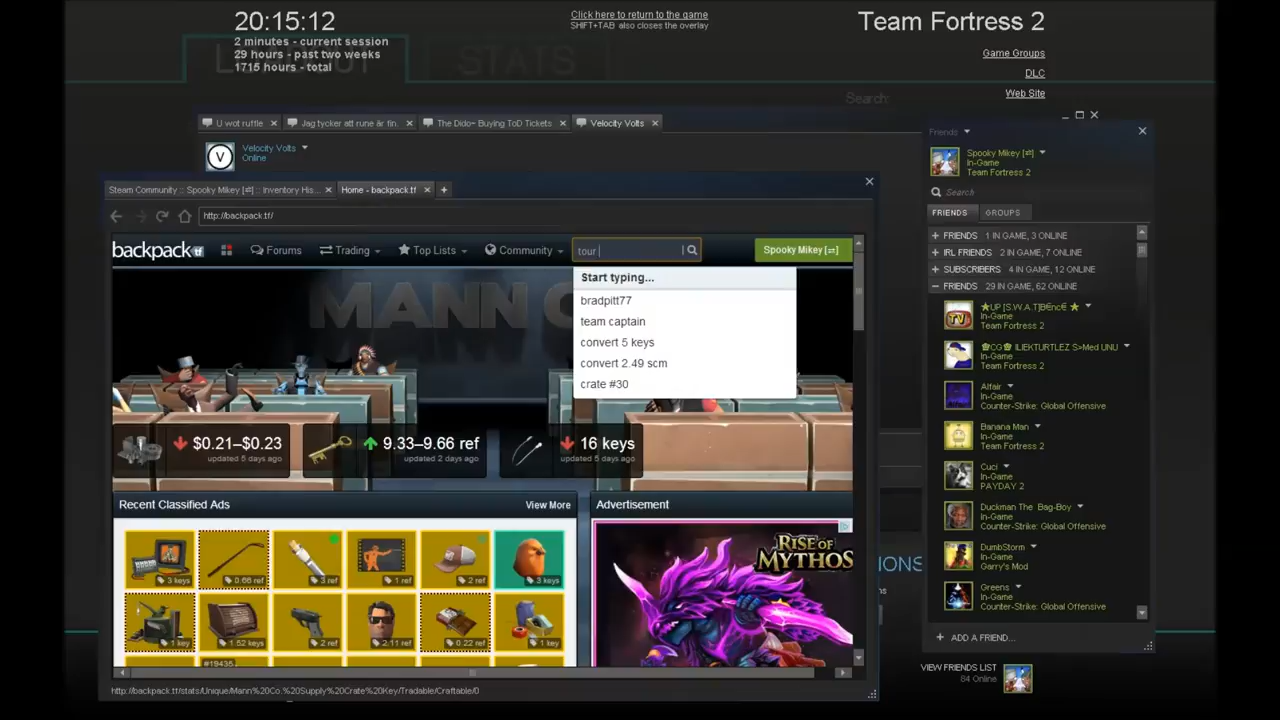 20:15:12
2 minutes - current session
29 hours - past two weeks
1715 hours - total
Click here to return to the game
SHIFT+TAB also closes the overlay
Team Fortress 2
Game Groups
DLC
Web Site
STATS
Search:
U wot ruffle
Jag tycker att rune är fin.
The Dido- Buying ToD Tickets
Velocity Volts
V
Velocity Volts
Online
Steam Community :: Spooky Mikey [⇄] :: Inventory His...
Home - backpack.tf
http://backpack.tf/
backpack.tf
Forums
Trading
Top Lists
Community
tour
Spooky Mikey [⇄]
Start typing...
bradpitt77
team captain
convert 5 keys
convert 2.49 scm
crate #30
MANN C
$0.21–$0.23
updated 5 days ago
9.33–9.66 ref
updated 2 days ago
16 keys
updated 5 days ago
Recent Classified Ads
View More
Advertisement
3 keys
0.66 ref
3 ref
1 ref
2 ref
3 keys
1 key
1.52 keys
2 ref
2.11 ref
0.22 ref
1 key
#19435
RISE OF
MYTHOS
http://backpack.tf/stats/Unique/Mann%20Co.%20Supply%20Crate%20Key/Tradable/Craftable/0
Friends
Spooky Mikey [⇄]
In-Game
Team Fortress 2
Search
FRIENDS
GROUPS
FRIENDS 1 IN GAME, 3 ONLINE
IRL FRIENDS 2 IN GAME, 7 ONLINE
SUBSCRIBERS 4 IN GAME, 12 ONLINE
FRIENDS 29 IN GAME, 62 ONLINE
TV
★UP [S.W.A.T]B€nc€ ★
In-Game
Team Fortress 2
ILIEKTURTLEZ S>Med UNU
In-Game
Team Fortress 2
Alfair
In-Game
Counter-Strike: Global Offensive
Banana Man
In-Game
Team Fortress 2
Cuci
In-Game
PAYDAY 2
Duckman The Bag-Boy
In-Game
Counter-Strike: Global Offensive
DumbStorm
In-Game
Garry's Mod
Greens
In-Game
Counter-Strike: Global Offensive
IONS
ADD A FRIEND...
VIEW FRIENDS LIST
84 Online